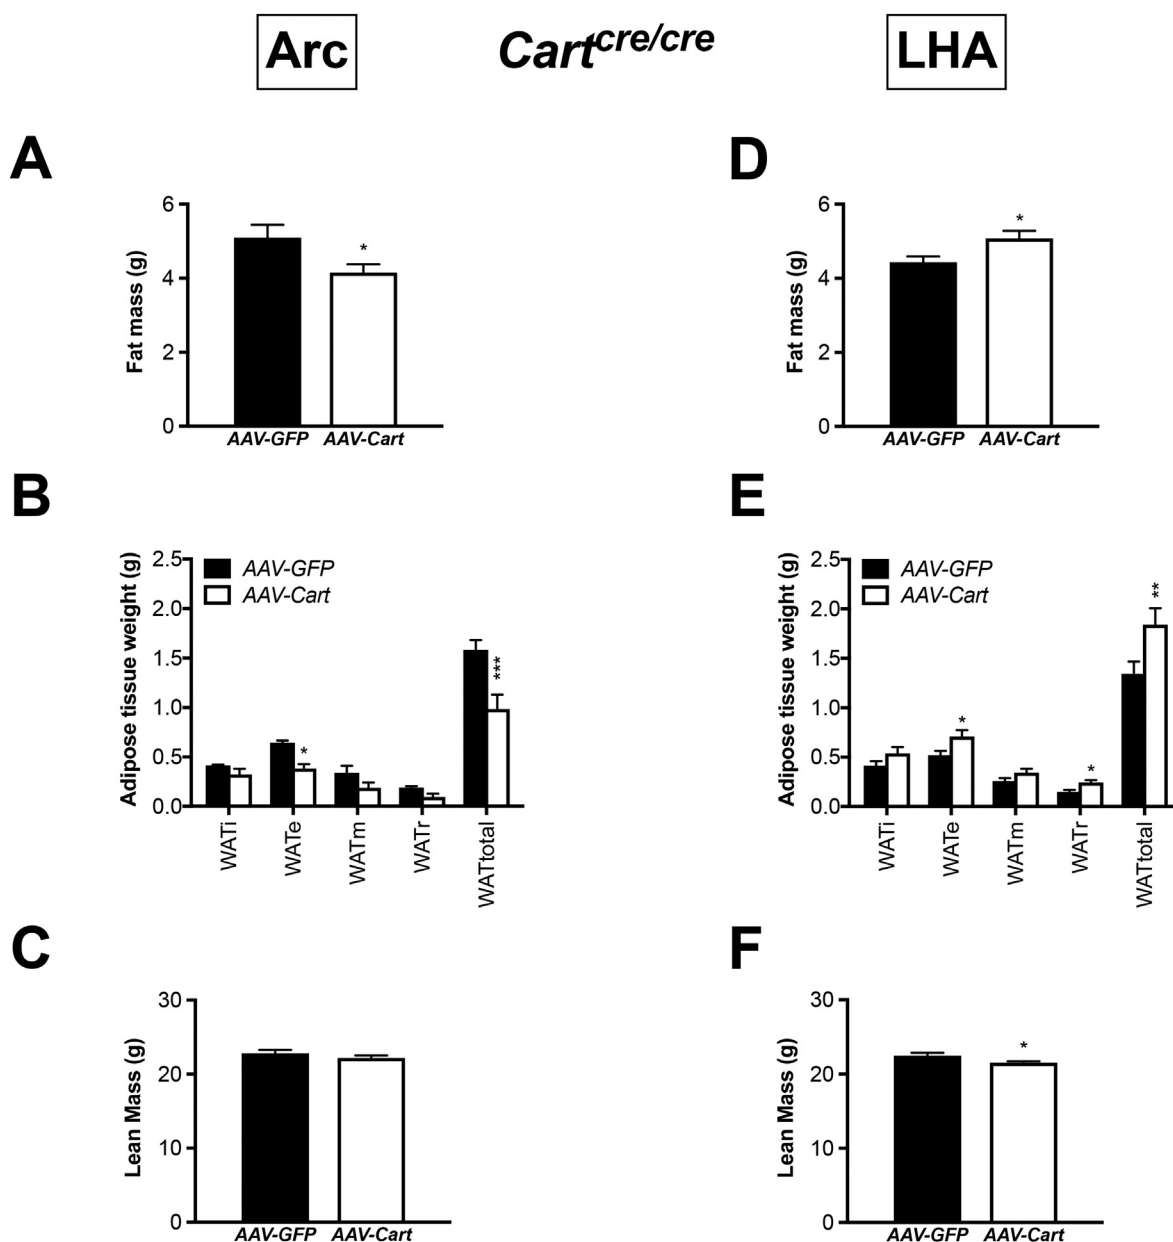 Arc
Cart^cre/cre
LHA
A
6
4
2
0
Fat mass (g)
*
AAV-GFP
AAV-Cart
D
6
4
2
0
Fat mass (g)
*
AAV-GFP
AAV-Cart
B
2.5
2.0
1.5
1.0
0.5
0.0
Adipose tissue weight (g)
AAV-GFP
AAV-Cart
*
***
WATi
WATe
WATm
WATr
WATtotal
E
2.5
2.0
1.5
1.0
0.5
0.0
Adipose tissue weight (g)
AAV-GFP
AAV-Cart
*
*
**
WATi
WATe
WATm
WATr
WATtotal
C
30
20
10
0
Lean Mass (g)
AAV-GFP
AAV-Cart
F
30
20
10
0
Lean Mass (g)
*
AAV-GFP
AAV-Cart